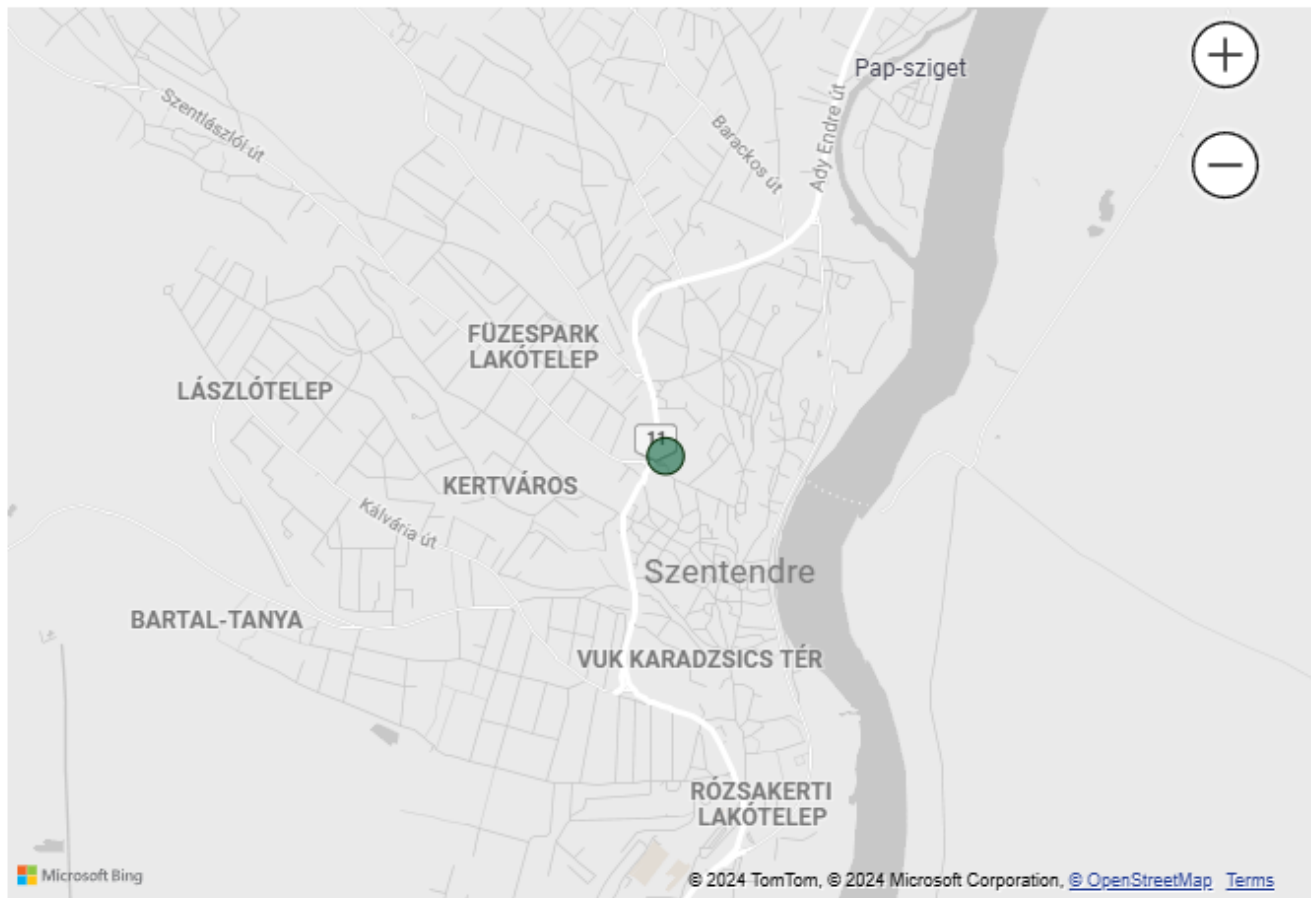 Pap-sziget
Szentlászlói út
Barackos út
Ady Endre út
FÜZESPARK
LAKÓTELEP
LÁSZLÓTELEP
11
KERTVÁROS
Kálvária út
Szentendre
BARTAL-TANYA
VUK KARADZSICS TÉR
RÓZSAKERTI
LAKÓTELEP
Microsoft Bing
© 2024 TomTom, © 2024 Microsoft Corporation, © OpenStreetMap Terms